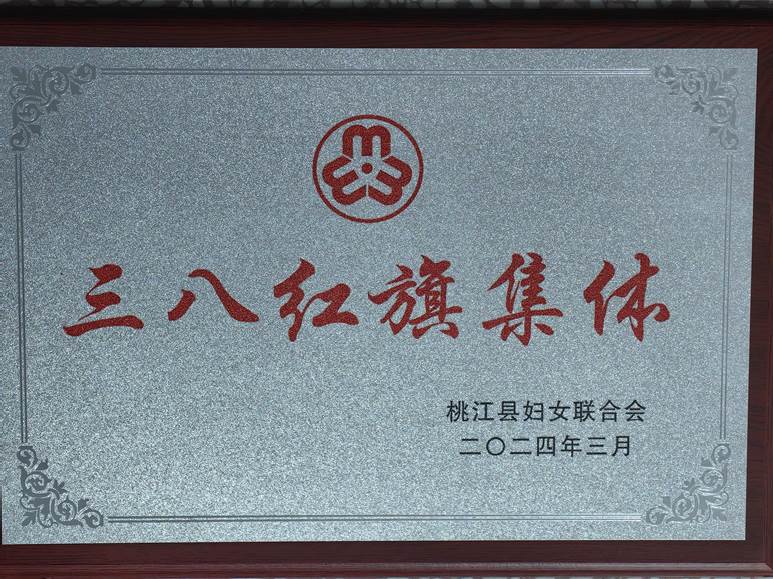 三八红旗集体
桃江县妇女联合会
二〇二四年三月